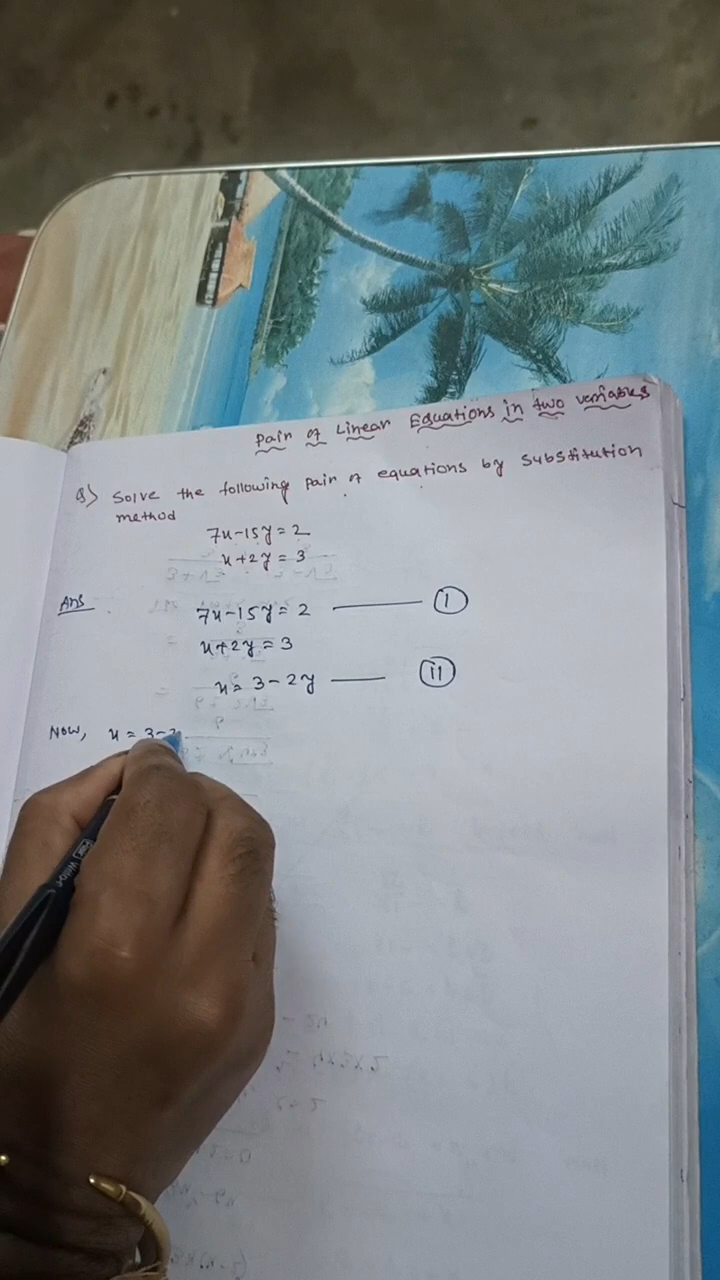 Pair of Linear Equations in two variables
Q) Solve the following pair of equations by substitution
method
7x-15y=2
x+2y=3
Ans
7x-15y=2 I
x+2y=3
x=3-2y II
Now, x=3-2